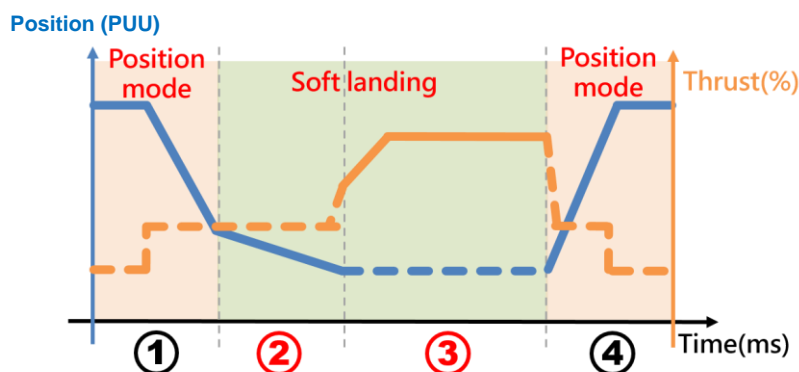 Position (PUU)
Position
mode
Soft landing
Position
mode
Thrust(%)
Time(ms)
① ② ③ ④